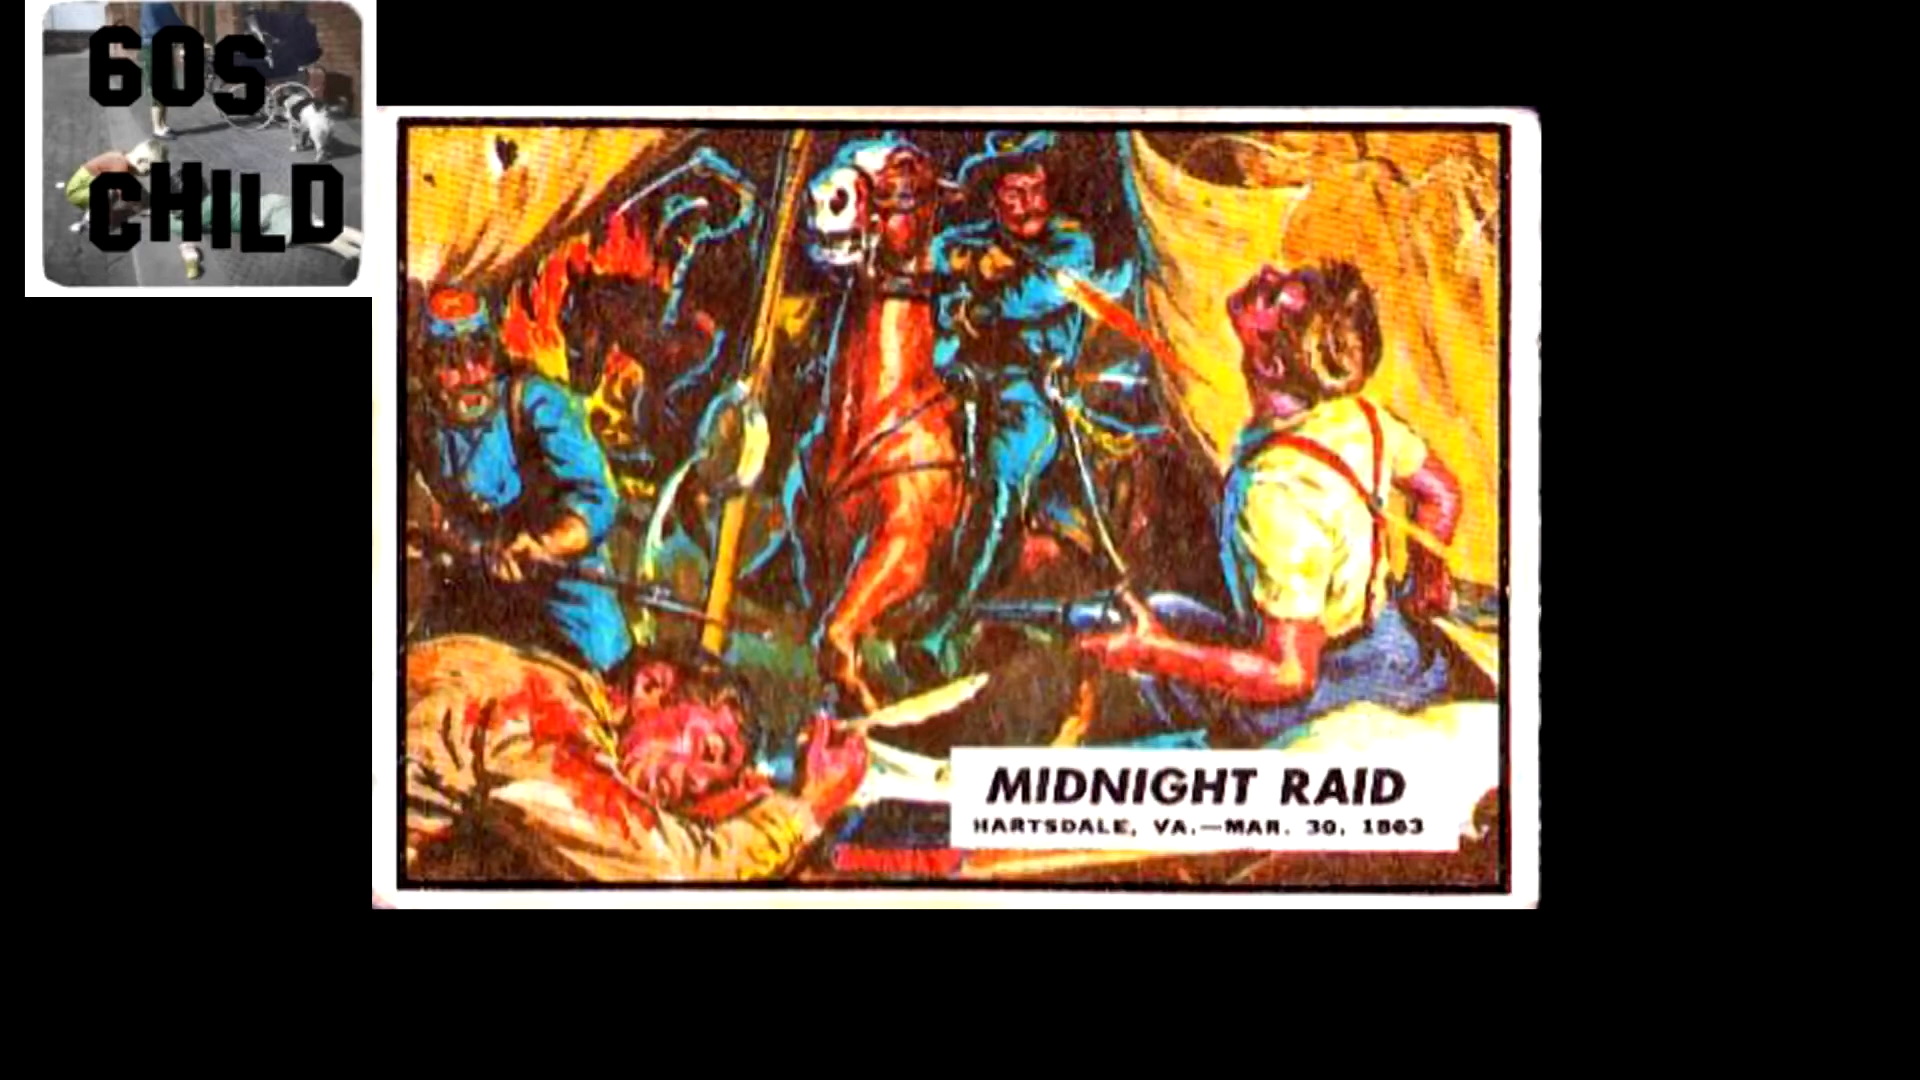 60s
CHILD
MIDNIGHT RAID
HARTSDALE, VA.—MAR. 30, 1863